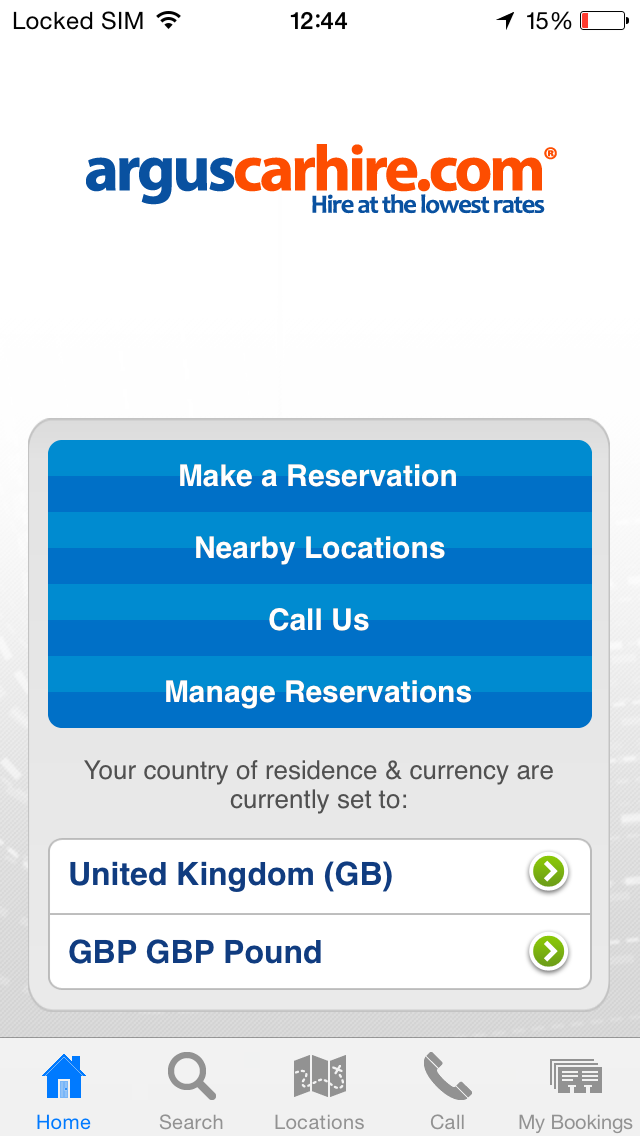 Locked SIM 12:44 15%
arguscarhire.com®
Hire at the lowest rates
Make a Reservation
Nearby Locations
Call Us
Manage Reservations
Your country of residence & currency are
currently set to:
United Kingdom (GB)
GBP GBP Pound
Home Search Locations Call My Bookings